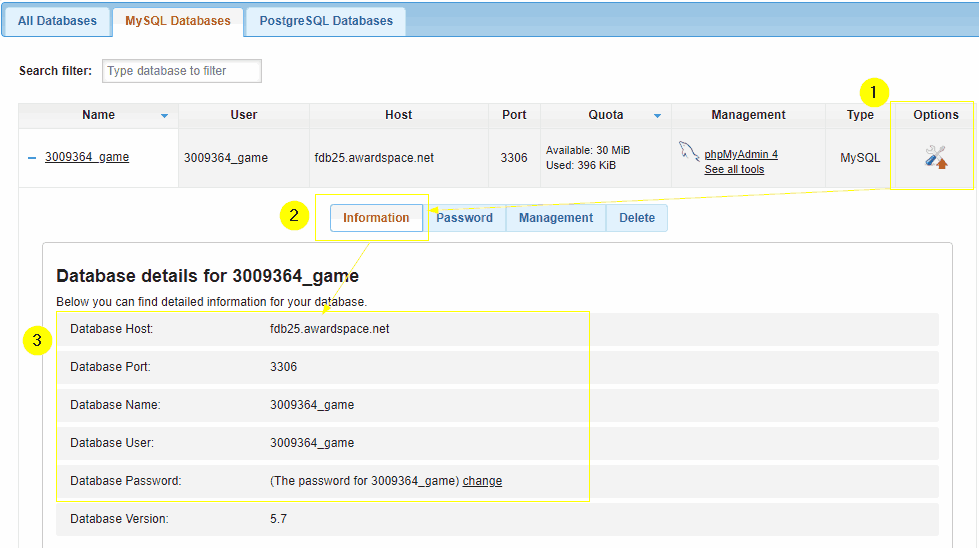 All Databases MySQL Databases PostgreSQL Databases
Search filter: Type database to filter
1
Name User Host Port Quota Management Type Options
3009364_game 3009364_game fdb25.awardspace.net 3306 Available: 30 MiB phpMyAdmin 4 MySQL
Used: 396 KiB See all tools
2 Information Password Management Delete
Database details for 3009364_game
Below you can find detailed information for your database.
3
Database Host: fdb25.awardspace.net
Database Port: 3306
Database Name: 3009364_game
Database User: 3009364_game
Database Password: (The password for 3009364_game) change
Database Version: 5.7